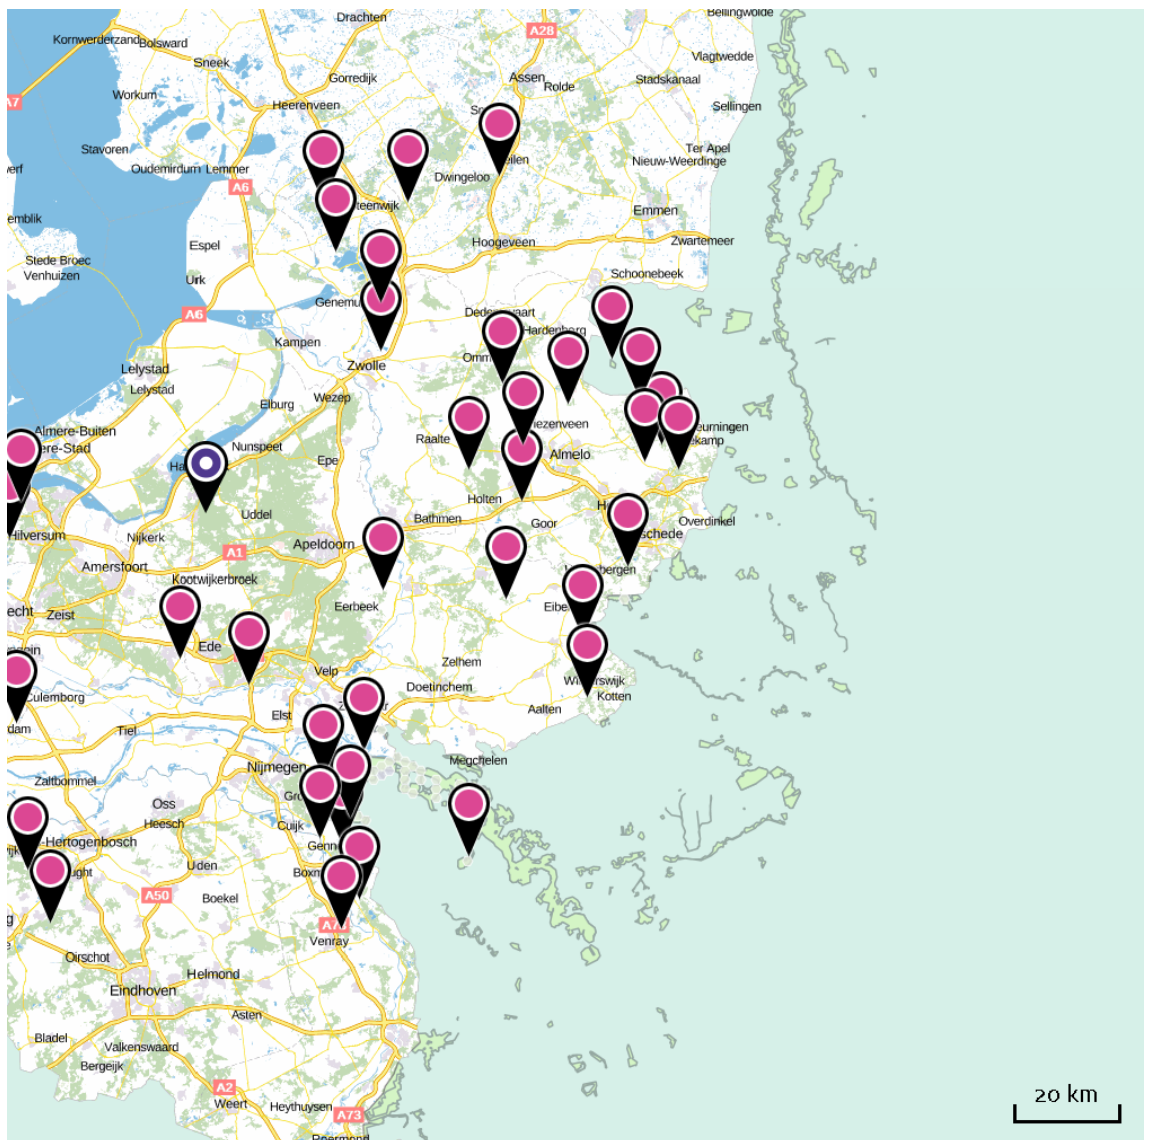 Bellingwolde
Drachten
A28
Kornwerderzand
Bolsward
Vlagtwedde
Sneek
Assen
Stadskanaal
Gorredijk
Rolde
Workum
A7
Heerenveen
Sellingen
Stavoren
Ter Apel
Nieuw-Weerdinge
Oudemirdum
Lemmer
Dwingeloo
A6
Emmen
Espel
Hoogeveen
Zwartemeer
Stede Broec
Venhuizen
Schoonebeek
Urk
A6
Kampen
Zwolle
Lelystad
Lelystad
Wezep
Elburg
Almere-Buiten
Raalte
Nunspeet
Almelo
Epe
Holten
Uddel
Bathmen
Goor
Overdinkel
Hilversum
Nijkerk
Apeldoorn
A1
Amersfoort
Kootwijkerbroek
Eerbeek
Zeist
Ede
Zelhem
Velp
Doetinchem
Kotten
Culemborg
Aalten
Elst
Tiel
Megchelen
Nijmegen
Zaltbommel
Oss
Heesch
Cuijk
Uden
A50
Boekel
Venray
Oirschot
Helmond
Eindhoven
Asten
Bladel
Valkenswaard
Bergeijk
A2
Weert
Heythuysen
A73
20 km